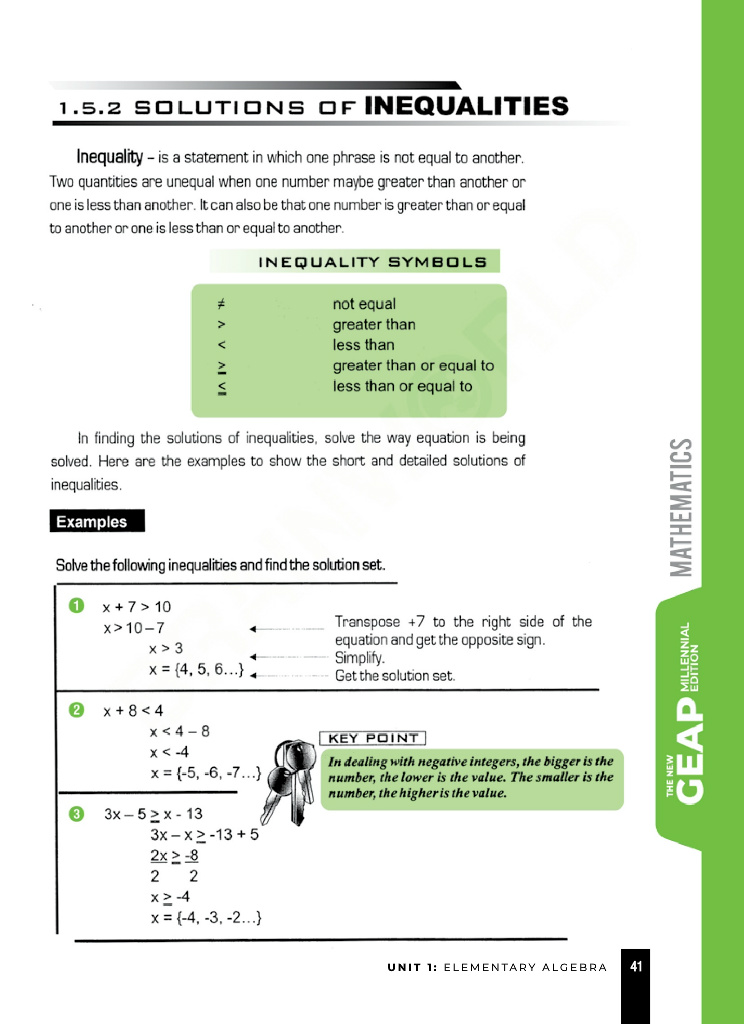 1.5.2 SOLUTIONS OF INEQUALITIES
Inequality – is a statement in which one phrase is not equal to another.
Two quantities are unequal when one number maybe greater than another or
one is less than another. It can also be that one number is greater than or equal
to another or one is less than or equal to another.
INEQUALITY SYMBOLS
≠ not equal
> greater than
< less than
≥ greater than or equal to
≤ less than or equal to
In finding the solutions of inequalities, solve the way equation is being
solved. Here are the examples to show the short and detailed solutions of
inequalities.
Examples
Solve the following inequalities and find the solution set.
1 x + 7 > 10
x > 10 – 7
x > 3
x = {4, 5, 6...}
Transpose +7 to the right side of the
equation and get the opposite sign.
Simplify.
Get the solution set.
2 x + 8 < 4
x < 4 – 8
x < -4
x = {-5, -6, -7...}
KEY POINT
In dealing with negative integers, the bigger is the
number, the lower is the value. The smaller is the
number, the higher is the value.
3 3x – 5 ≥ x - 13
3x – x ≥ -13 + 5
2x ≥ -8
2 2
x ≥ -4
x = {-4, -3, -2...}
MATHEMATICS
THE NEW
GEAP
MILLENNIAL
EDITION
UNIT 1: ELEMENTARY ALGEBRA 41